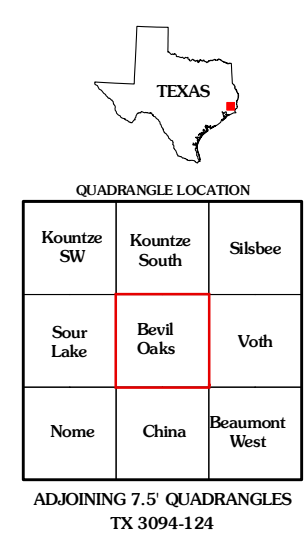 TEXAS
QUADRANGLE LOCATION
Kountze
SW
Kountze
South
Silsbee
Sour
Lake
Bevil
Oaks
Voth
Nome
China
Beaumont
West
ADJOINING 7.5' QUADRANGLES
TX 3094-124